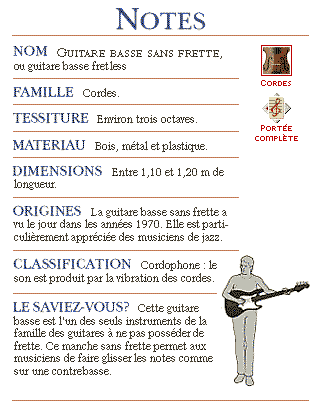 NOTES
NOM GUITARE BASSE SANS FRETTE,
ou guitare basse fretless
CORDES
FAMILLE Cordes.
TESSITURE Environ trois octaves.
PORTÉE
COMPLÈTE
MATERIAU Bois, métal et plastique.
DIMENSIONS Entre 1,10 et 1,20 m de
longueur.
ORIGINES La guitare basse sans frette a
vu le jour dans les années 1970. Elle est parti-
culièrement appréciée des musiciens de jazz.
CLASSIFICATION Cordophone : le
son est produit par la vibration des cordes.
LE SAVIEZ-VOUS? Cette guitare
basse est l'un des seuls instruments de la
famille des guitares à ne pas posséder de
frette. Ce manche sans frette permet aux
musiciens de faire glisser les notes comme
sur une contrebasse.